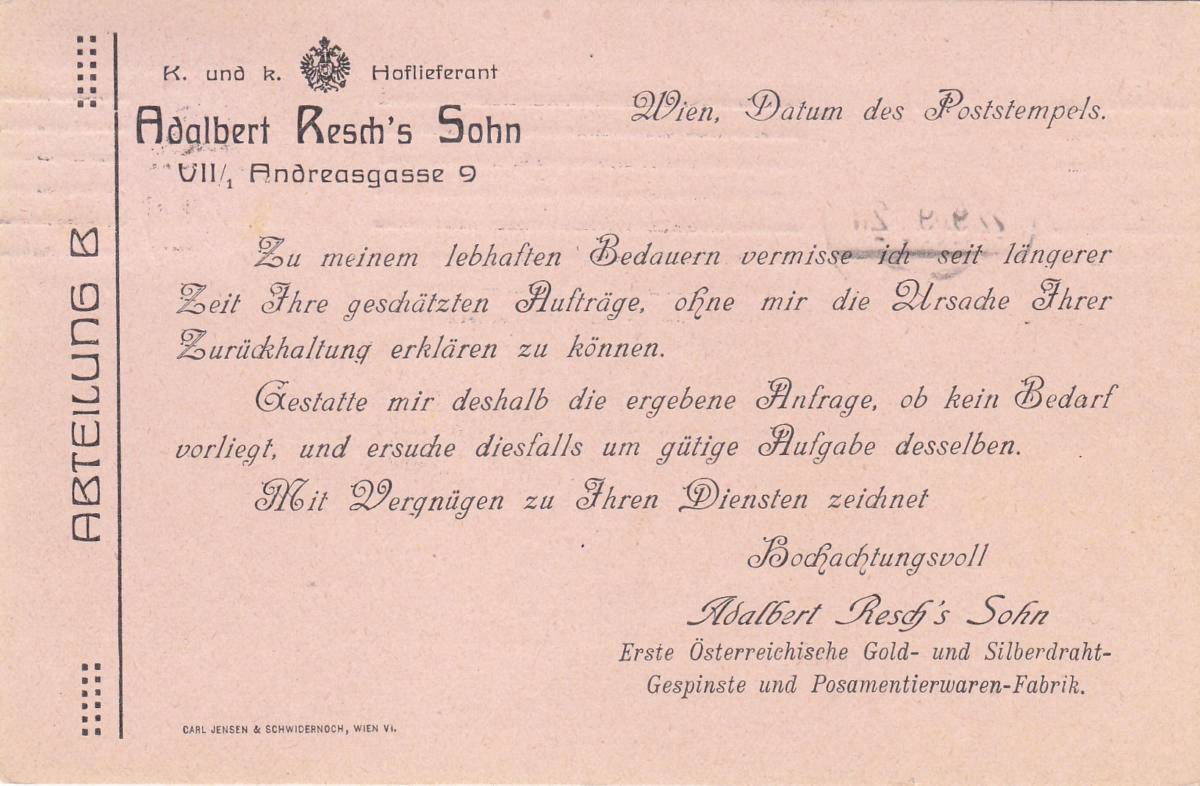 K. und k. Hoflieferant
Adalbert Resch's Sohn
VII/1 Andreasgasse 9
Wien, Datum des Poststempels.
ABTEILUNG B
Zu meinem lebhaften Bedauern vermisse ich seit längerer
Zeit Ihre geschätzten Aufträge, ohne mir die Ursache Ihrer
Zurückhaltung erklären zu können.
Gestatte mir deshalb die ergebene Anfrage, ob kein Bedarf
vorliegt, und ersuche diesfalls um gütige Aufgabe desselben.
Mit Vergnügen zu Ihren Diensten zeichnet
Hochachtungsvoll
Adalbert Resch's Sohn
Erste Österreichische Gold- und Silberdraht-
Gespinste und Posamentierwaren-Fabrik.
CARL JENSEN & SCHWIDERNOCH, WIEN VI.